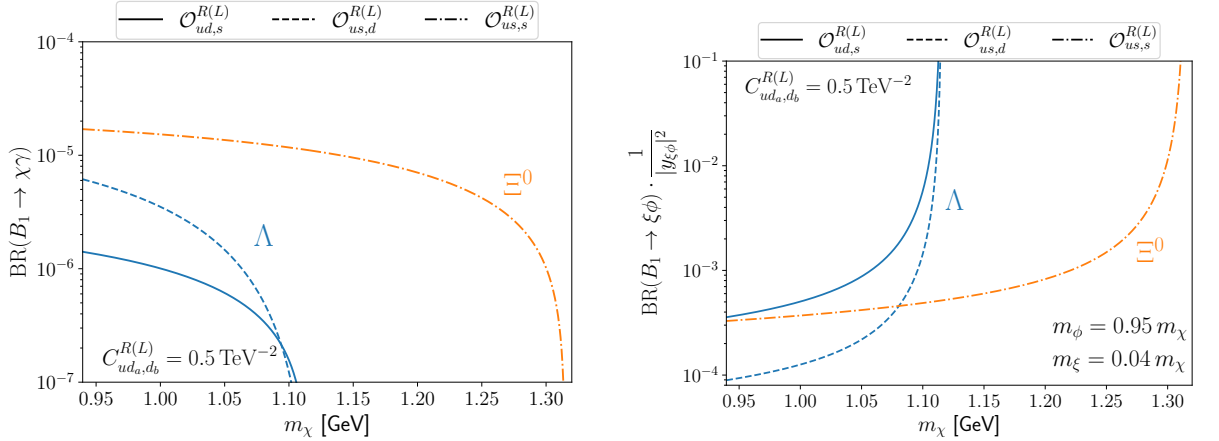 𝒪^{R(L)}_{ud,s} 𝒪^{R(L)}_{us,d} 𝒪^{R(L)}_{us,s}
10⁻⁴
10⁻⁵
10⁻⁶
10⁻⁷
BR(B₁ → χγ)
Ξ⁰
Λ
C^{R(L)}_{ud_a,d_b} = 0.5 TeV⁻²
0.95 1.00 1.05 1.10 1.15 1.20 1.25 1.30
m_χ [GeV]
𝒪^{R(L)}_{ud,s} 𝒪^{R(L)}_{us,d} 𝒪^{R(L)}_{us,s}
10⁻¹
10⁻²
10⁻³
10⁻⁴
BR(B₁ → ξφ) · 1/|y_{ξφ}|²
C^{R(L)}_{ud_a,d_b} = 0.5 TeV⁻²
Λ
Ξ⁰
m_φ = 0.95 m_χ
m_ξ = 0.04 m_χ
0.95 1.00 1.05 1.10 1.15 1.20 1.25 1.30
m_χ [GeV]